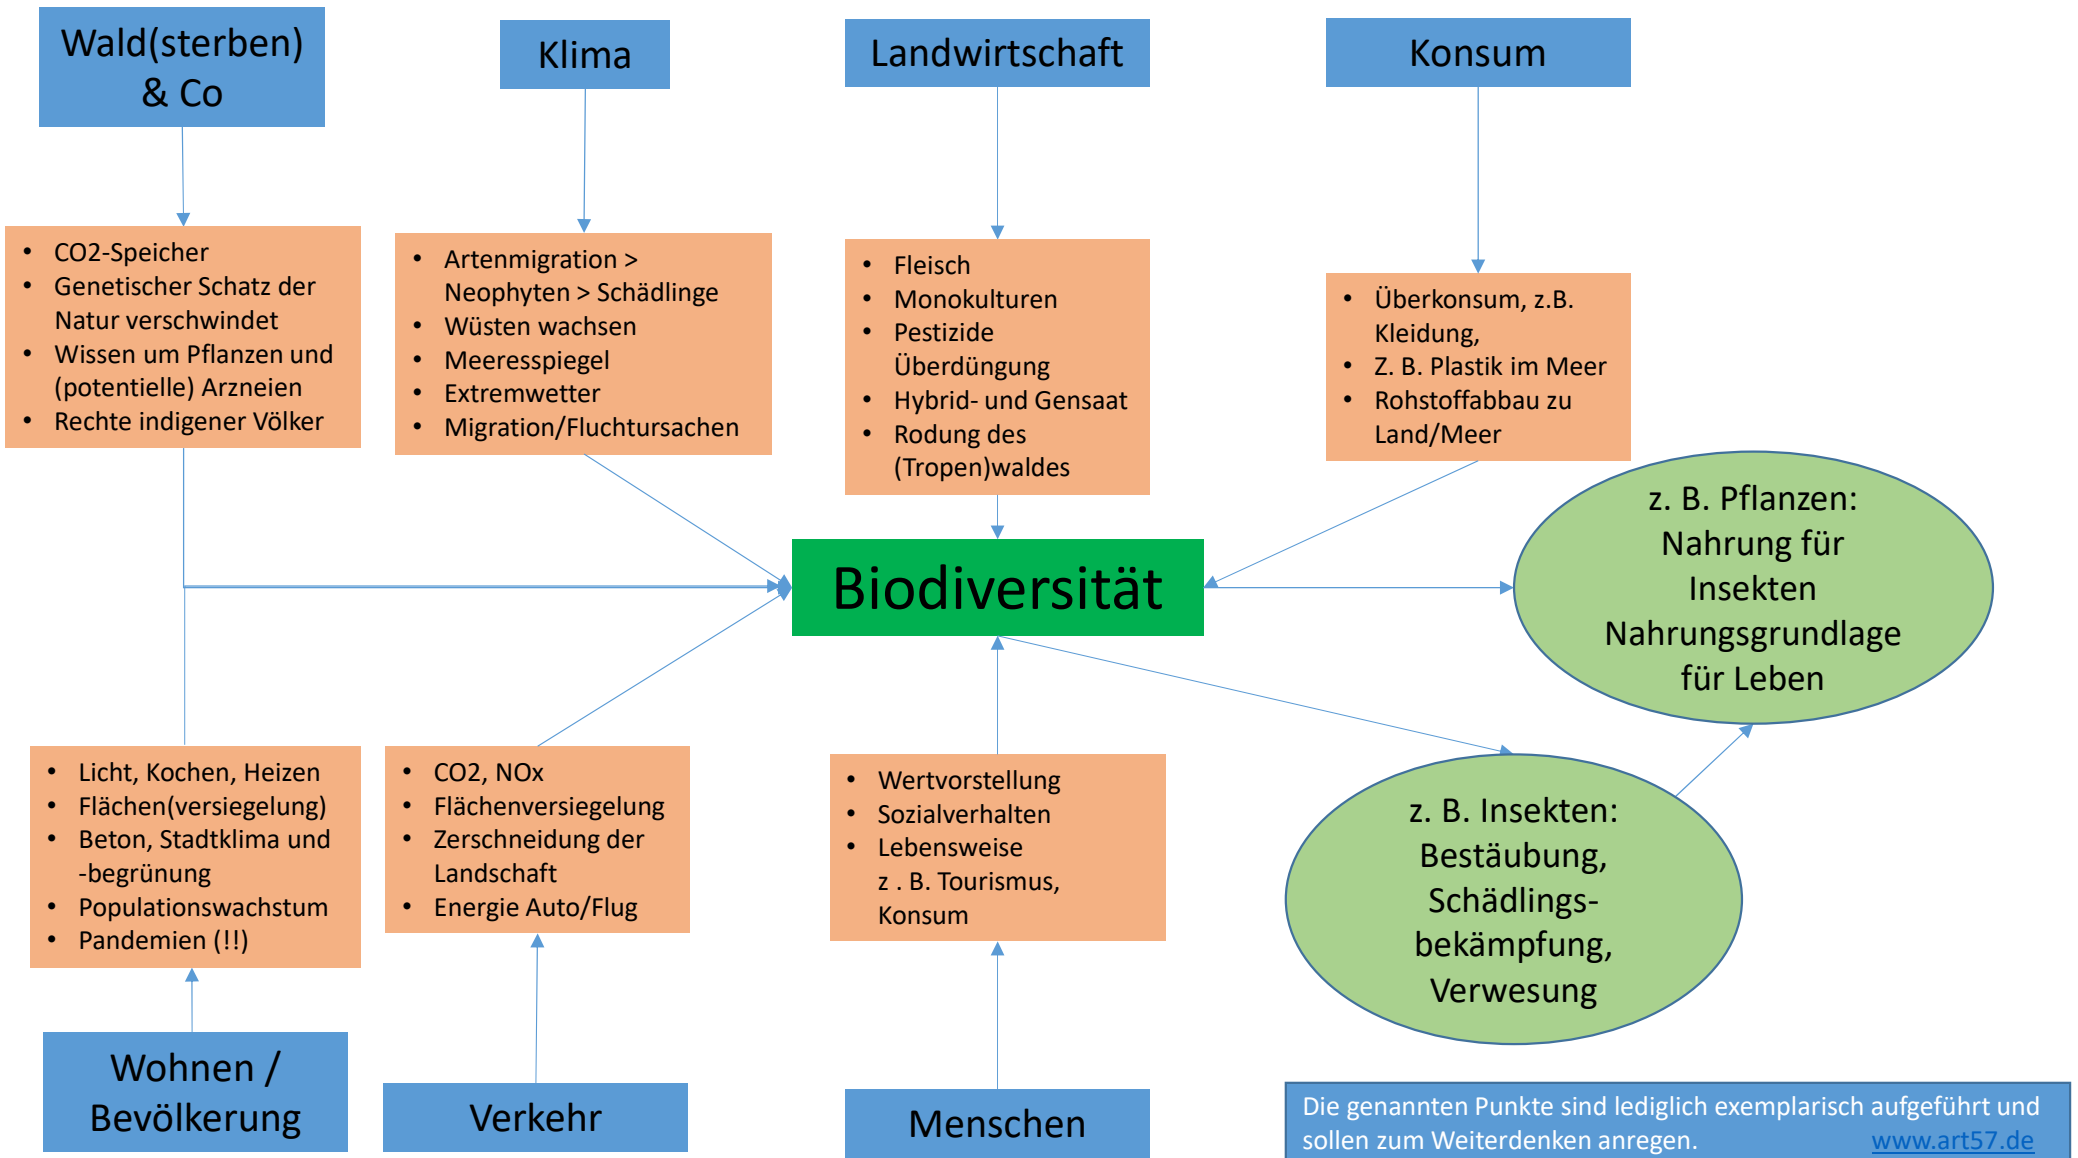 Wald(sterben)
& Co
Klima
Landwirtschaft
Konsum
• CO2-Speicher
• Genetischer Schatz der
Natur verschwindet
• Wissen um Pflanzen und
(potentielle) Arzneien
• Rechte indigener Völker
• Artenmigration >
Neophyten > Schädlinge
• Wüsten wachsen
• Meeresspiegel
• Extremwetter
• Migration/Fluchtursachen
• Fleisch
• Monokulturen
• Pestizide
Überdüngung
• Hybrid- und Gensaat
• Rodung des
(Tropen)waldes
• Überkonsum, z.B.
Kleidung,
• Z. B. Plastik im Meer
• Rohstoffabbau zu
Land/Meer
Biodiversität
z. B. Pflanzen:
Nahrung für
Insekten
Nahrungsgrundlage
für Leben
• Licht, Kochen, Heizen
• Flächen(versiegelung)
• Beton, Stadtklima und
-begrünung
• Populationswachstum
• Pandemien (!!)
• CO2, NOx
• Flächenversiegelung
• Zerschneidung der
Landschaft
• Energie Auto/Flug
• Wertvorstellung
• Sozialverhalten
• Lebensweise
z . B. Tourismus,
Konsum
z. B. Insekten:
Bestäubung,
Schädlings-
bekämpfung,
Verwesung
Wohnen /
Bevölkerung
Verkehr
Menschen
Die genannten Punkte sind lediglich exemplarisch aufgeführt und
sollen zum Weiterdenken anregen. www.art57.de